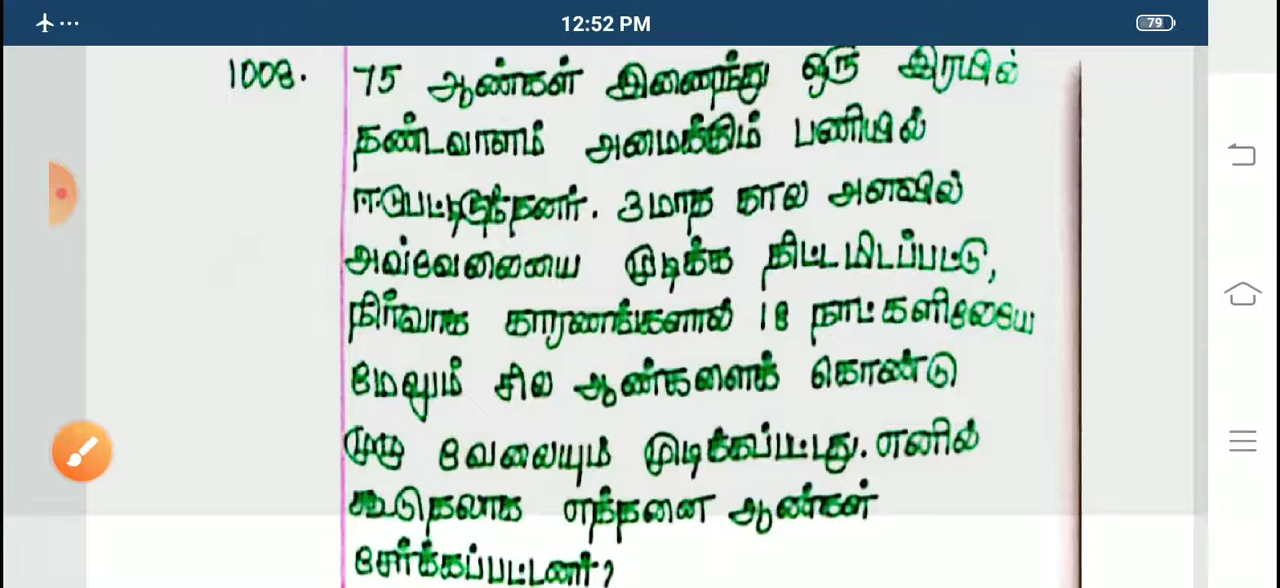 12:52 PM
79
1008. 75 ஆண்கள் இணைந்து ஒரு இரயில்
தண்டவாளம் அமைக்கும் பணியில்
ஈடுபட்டிருந்தனர். 3 மாத கால அளவில்
அவ்வேலையை முடிக்க திட்டமிடப்பட்டு,
நிர்வாக காரணங்களால் 18 நாட்களிலேயே
மேலும் சில ஆண்களைக் கொண்டு
முழு வேலையும் முடிக்கப்பட்டது. எனில்
கூடுதலாக எத்தனை ஆண்கள்
சேர்க்கப்பட்டனர்?